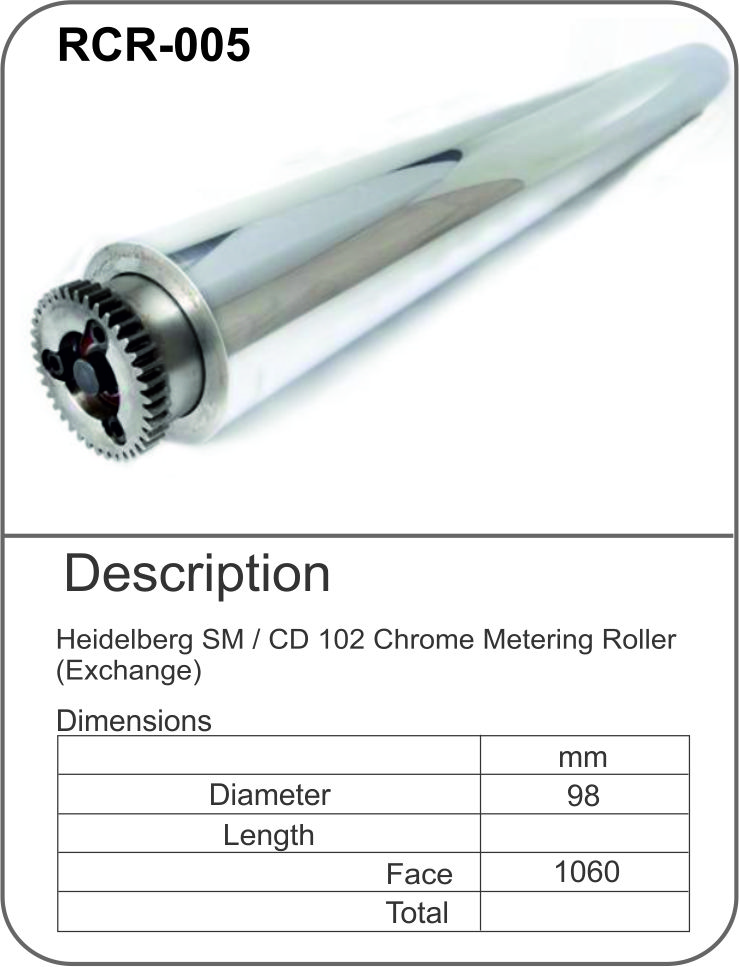 RCR-005
Description
Heidelberg SM / CD 102 Chrome Metering Roller
(Exchange)
Dimensions
mm
Diameter 98
Length
Face 1060
Total